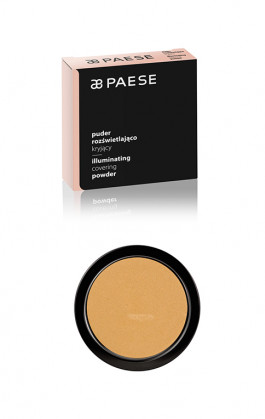 PAESE
puder
rozświetlająco
kryjący
illuminating
covering
powder